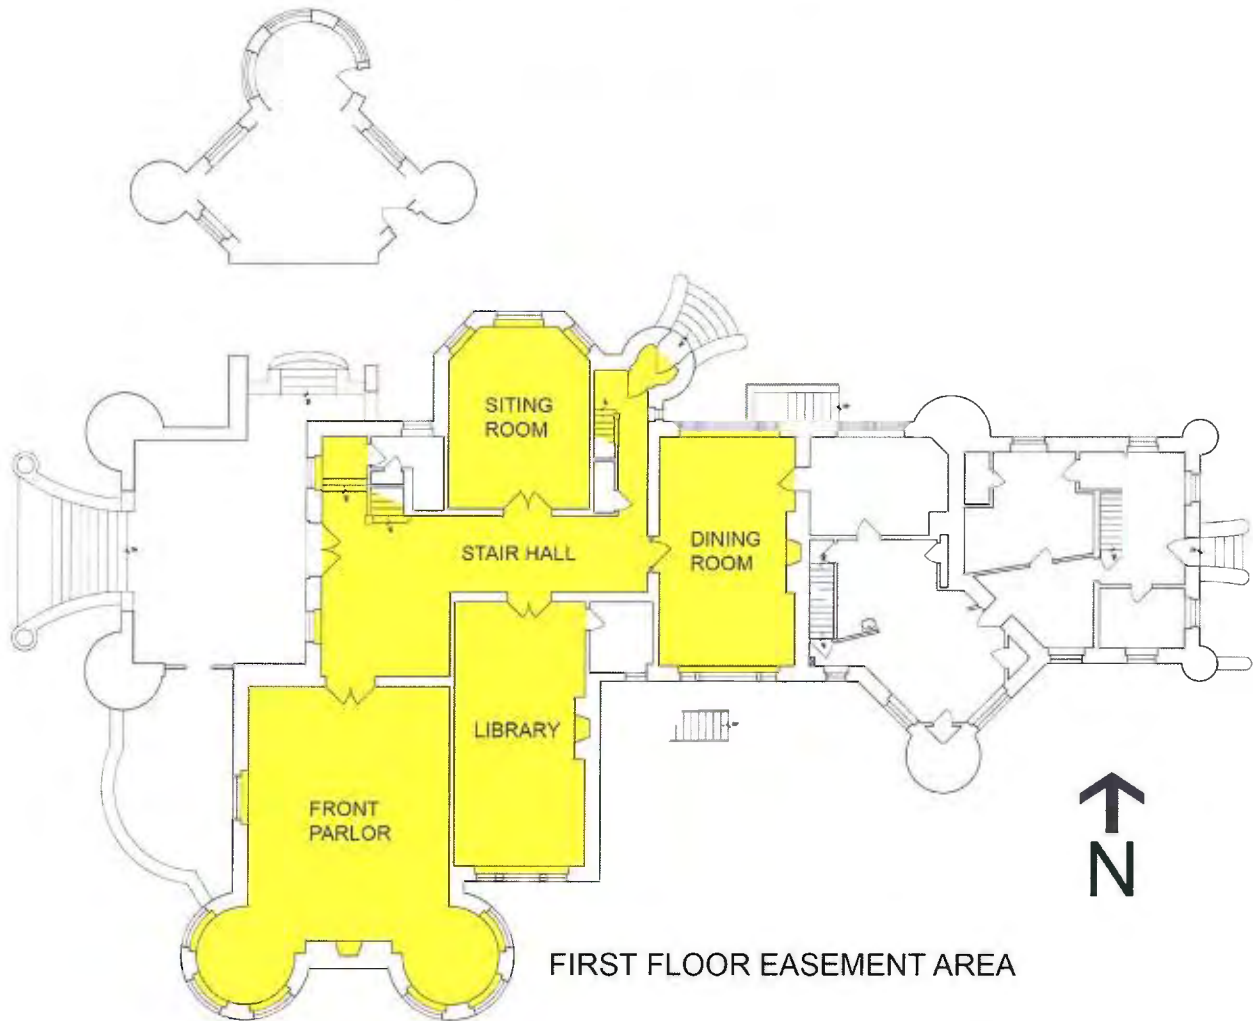 SITING
ROOM
STAIR HALL
DINING
ROOM
LIBRARY
FRONT
PARLOR
N
FIRST FLOOR EASEMENT AREA